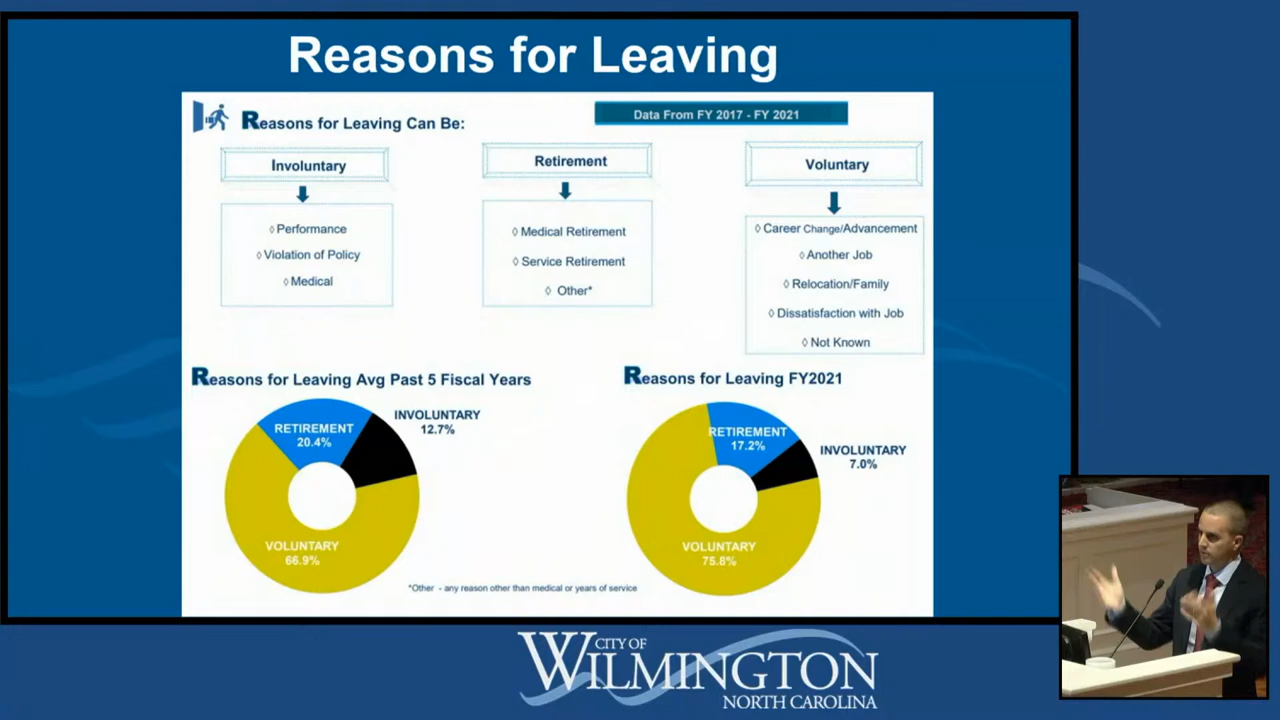 Reasons for Leaving
Reasons for Leaving Can Be:
Data From FY 2017 - FY 2021
Involuntary
Retirement
Voluntary
◊ Performance
◊ Violation of Policy
◊ Medical
◊ Medical Retirement
◊ Service Retirement
◊ Other*
◊ Career Change/Advancement
◊ Another Job
◊ Relocation/Family
◊ Dissatisfaction with Job
◊ Not Known
Reasons for Leaving Avg Past 5 Fiscal Years
Reasons for Leaving FY2021
RETIREMENT
20.4%
INVOLUNTARY
12.7%
VOLUNTARY
66.9%
RETIREMENT
17.2%
INVOLUNTARY
7.0%
VOLUNTARY
75.8%
*Other - any reason other than medical or years of service
CITY OF
WILMINGTON
NORTH CAROLINA